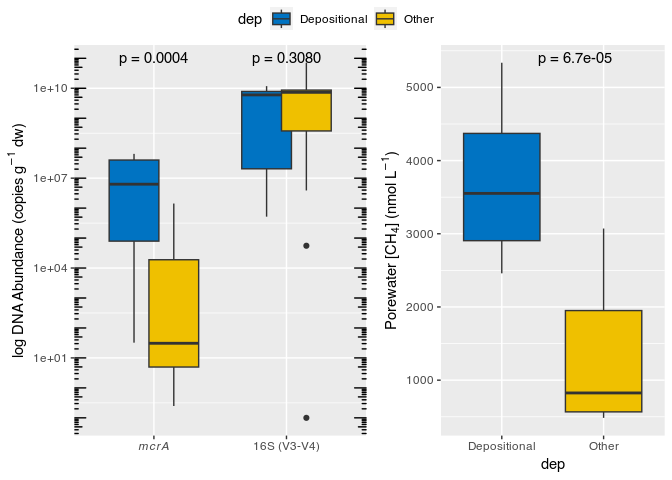 dep Depositional Other
p = 0.0004 p = 0.3080
1e+10
1e+07
1e+04
1e+01
log DNA Abundance (copies g⁻¹ dw)
mcrA 16S (V3-V4)
p = 6.7e-05
5000
4000
3000
2000
1000
Porewater [CH₄] (nmol L⁻¹)
Depositional Other
dep